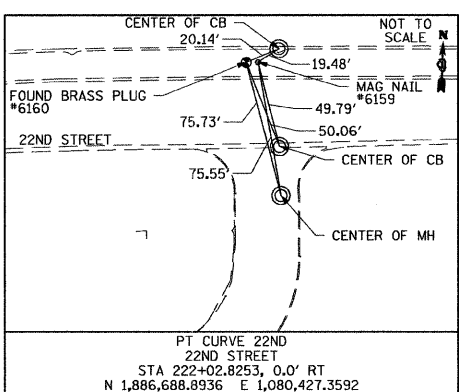 CENTER OF CB
NOT TO
SCALE
N
20.14'
19.48'
FOUND BRASS PLUG
#6160
MAG NAIL
#6159
75.73'
49.79'
50.06'
22ND STREET
CENTER OF CB
75.55'
CENTER OF MH
PT CURVE 22ND
22ND STREET
STA 222+02.8253, 0.0' RT
N 1,886,688.8936 E 1,080,427.3592